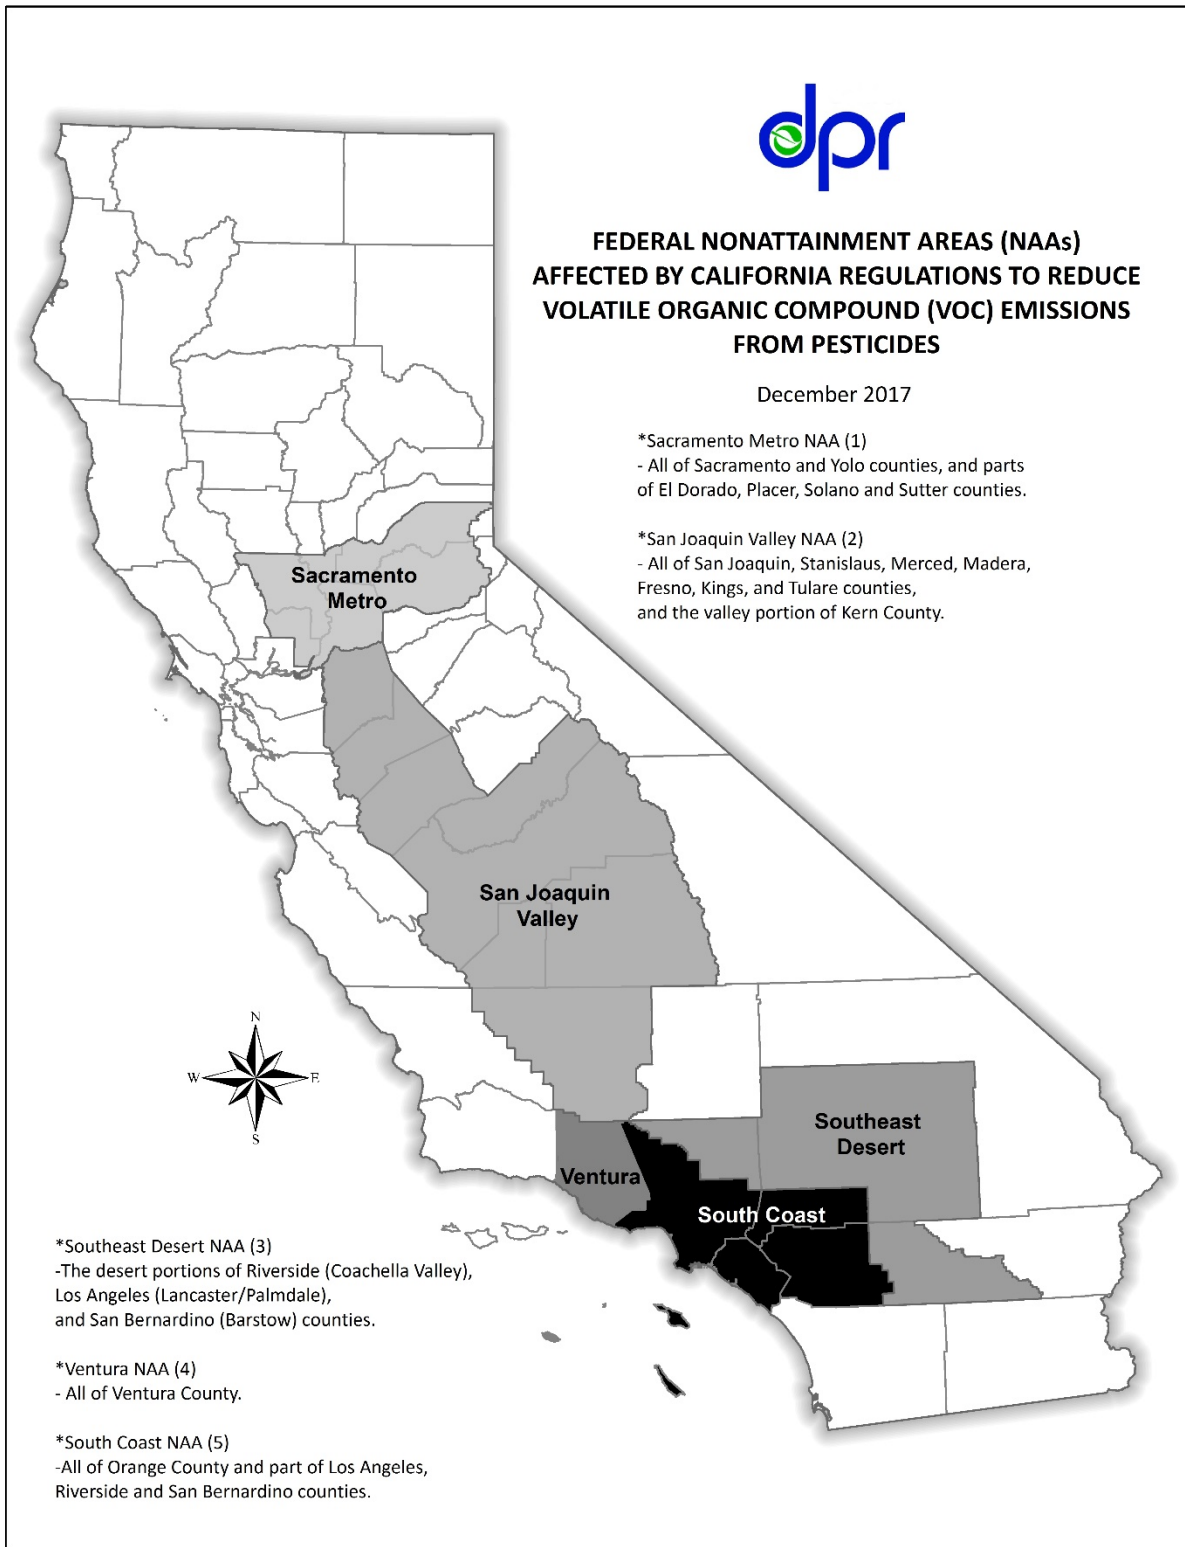 dpr
FEDERAL NONATTAINMENT AREAS (NAAs)
AFFECTED BY CALIFORNIA REGULATIONS TO REDUCE
VOLATILE ORGANIC COMPOUND (VOC) EMISSIONS
FROM PESTICIDES
December 2017
*Sacramento Metro NAA (1)
- All of Sacramento and Yolo counties, and parts
of El Dorado, Placer, Solano and Sutter counties.
*San Joaquin Valley NAA (2)
- All of San Joaquin, Stanislaus, Merced, Madera,
Fresno, Kings, and Tulare counties,
and the valley portion of Kern County.
Sacramento
Metro
San Joaquin
Valley
N
W
E
S
Southeast
Desert
Ventura
South Coast
*Southeast Desert NAA (3)
-The desert portions of Riverside (Coachella Valley),
Los Angeles (Lancaster/Palmdale),
and San Bernardino (Barstow) counties.
*Ventura NAA (4)
- All of Ventura County.
*South Coast NAA (5)
-All of Orange County and part of Los Angeles,
Riverside and San Bernardino counties.